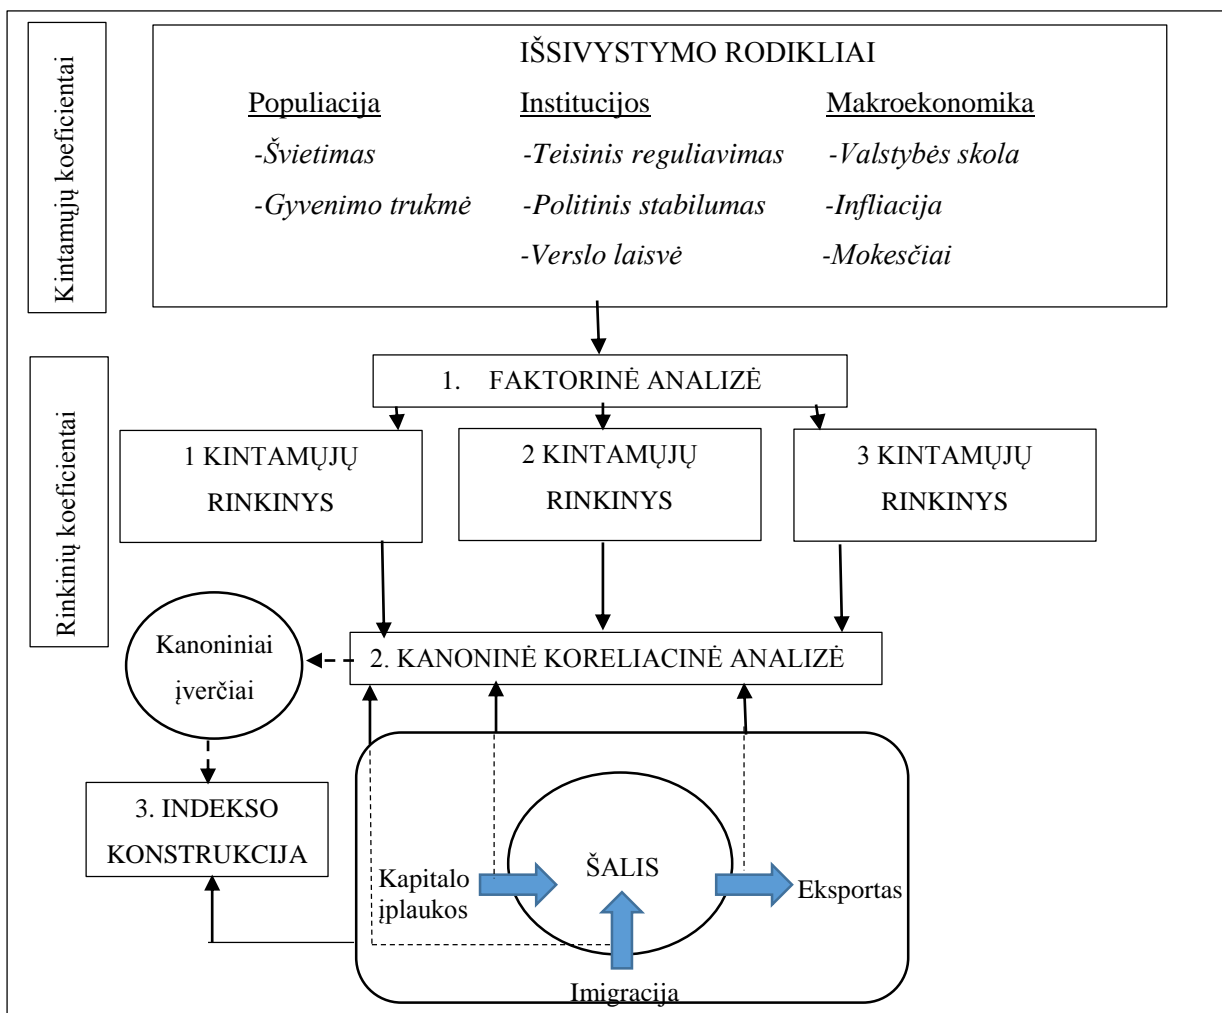 Kintamųjų koeficientai
IŠSIVYSTYMO RODIKLIAI
Populiacija Institucijos Makroekonomika
-Švietimas -Teisinis reguliavimas -Valstybės skola
-Gyvenimo trukmė -Politinis stabilumas -Infliacija
-Verslo laisvė -Mokesčiai
Rinkinių koeficientai
1. FAKTORINĖ ANALIZĖ
1 KINTAMŲJŲ
RINKINYS
2 KINTAMŲJŲ
RINKINYS
3 KINTAMŲJŲ
RINKINYS
Kanoniniai
įverčiai
2. KANONINĖ KORELIACINĖ ANALIZĖ
3. INDEKSO
KONSTRUKCIJA
Kapitalo
įplaukos
ŠALIS
Eksportas
Imigracija